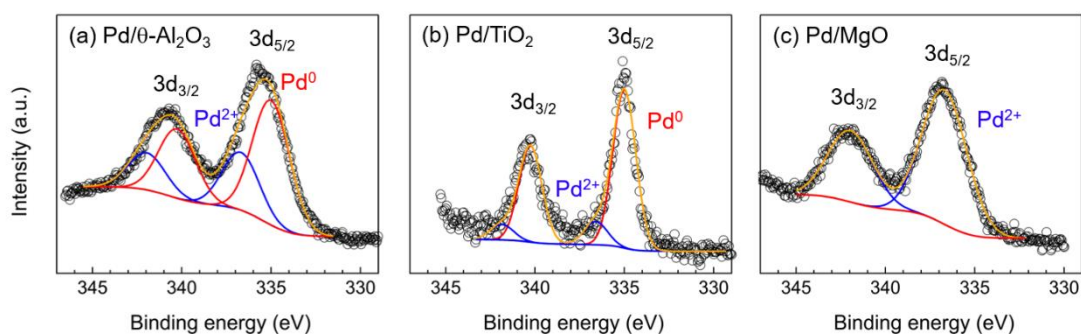 (a) Pd/θ-Al₂O₃
3d₅/₂
3d₃/₂
Pd⁰
Pd²⁺
(b) Pd/TiO₂
3d₅/₂
3d₃/₂
Pd⁰
Pd²⁺
(c) Pd/MgO
3d₅/₂
3d₃/₂
Pd²⁺
Intensity (a.u.)
345 340 335 330
345 340 335 330
345 340 335 330
Binding energy (eV)
Binding energy (eV)
Binding energy (eV)